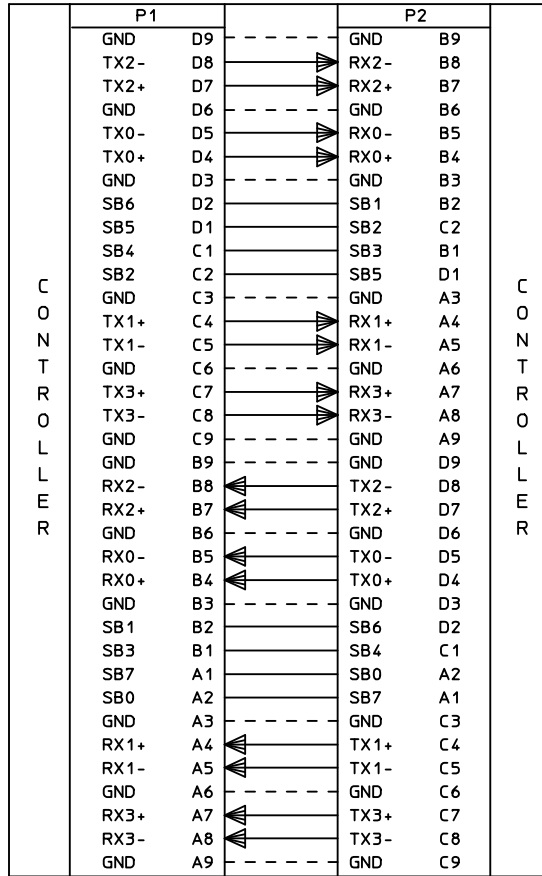 P1 P2
GND D9 GND B9
TX2- D8 RX2- B8
TX2+ D7 RX2+ B7
GND D6 GND B6
TX0- D5 RX0- B5
TX0+ D4 RX0+ B4
GND D3 GND B3
SB6 D2 SB1 B2
SB5 D1 SB2 C2
SB4 C1 SB3 B1
SB2 C2 SB5 D1
GND C3 GND A3
TX1+ C4 RX1+ A4
TX1- C5 RX1- A5
GND C6 GND A6
TX3+ C7 RX3+ A7
TX3- C8 RX3- A8
GND C9 GND A9
GND B9 GND D9
RX2- B8 TX2- D8
RX2+ B7 TX2+ D7
GND B6 GND D6
RX0- B5 TX0- D5
RX0+ B4 TX0+ D4
GND B3 GND D3
SB1 B2 SB6 D2
SB3 B1 SB4 C1
SB7 A1 SB0 A2
SB0 A2 SB7 A1
GND A3 GND C3
RX1+ A4 TX1+ C4
RX1- A5 TX1- C5
GND A6 GND C6
RX3+ A7 TX3+ C7
RX3- A8 TX3- C8
GND A9 GND C9
CONTROLLER
CONTROLLER